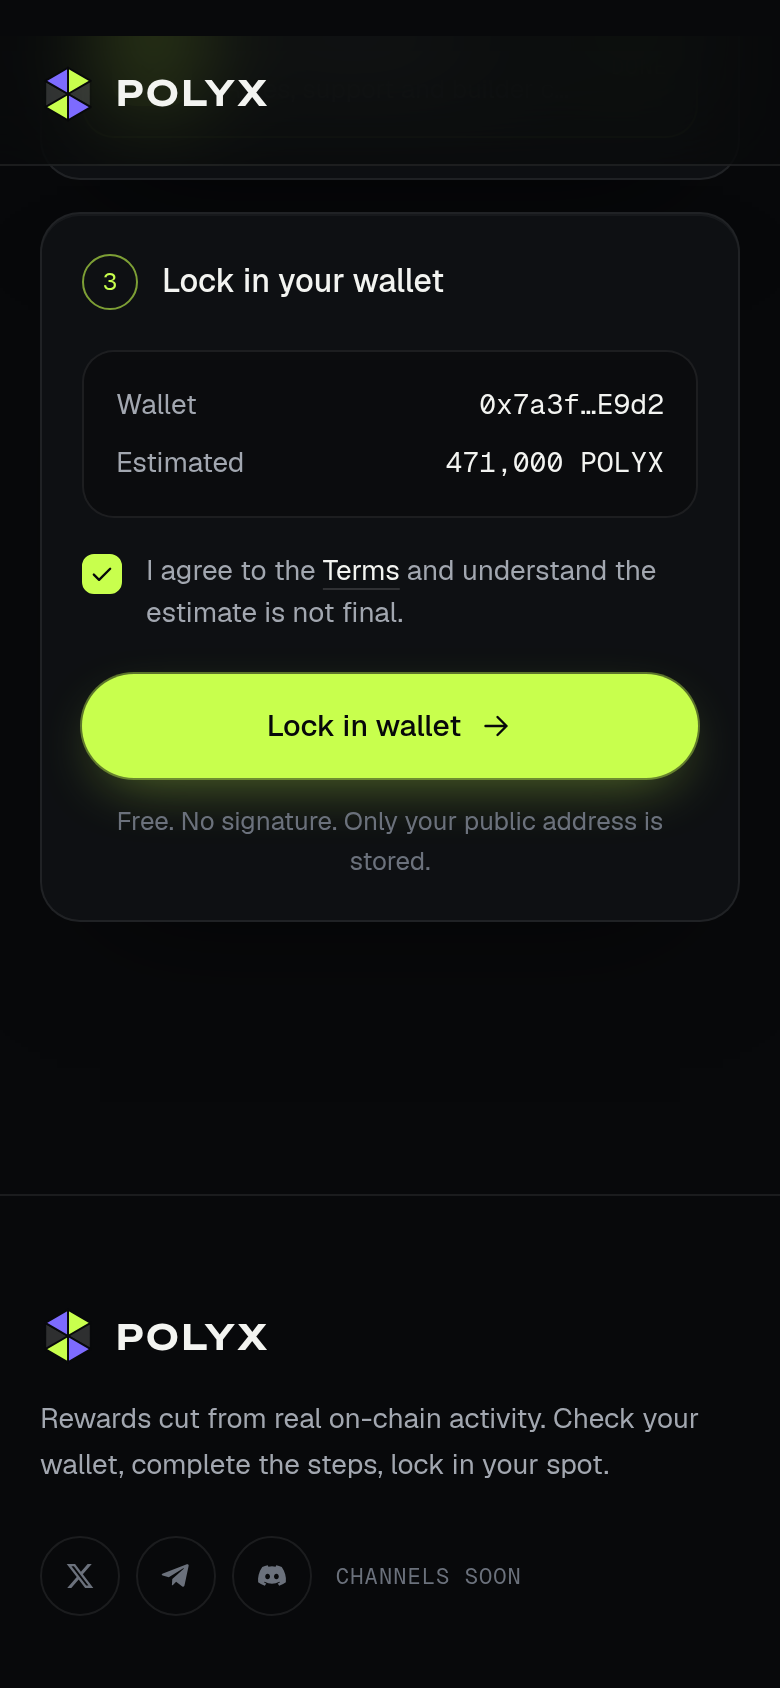 POLYX
3
Lock in your wallet
Wallet 0x7a3f…E9d2
Estimated 471,000 POLYX
I agree to the Terms and understand the
estimate is not final.
Lock in wallet →
Free. No signature. Only your public address is
stored.
POLYX
Rewards cut from real on-chain activity. Check your
wallet, complete the steps, lock in your spot.
CHANNELS SOON